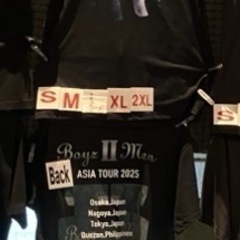 S M XL 2XL
S
Boyz II Men
Back
ASIA TOUR 2025
Osaka,Japan
Nagoya,Japan
Tokyo,Japan
Quezon,Philippines